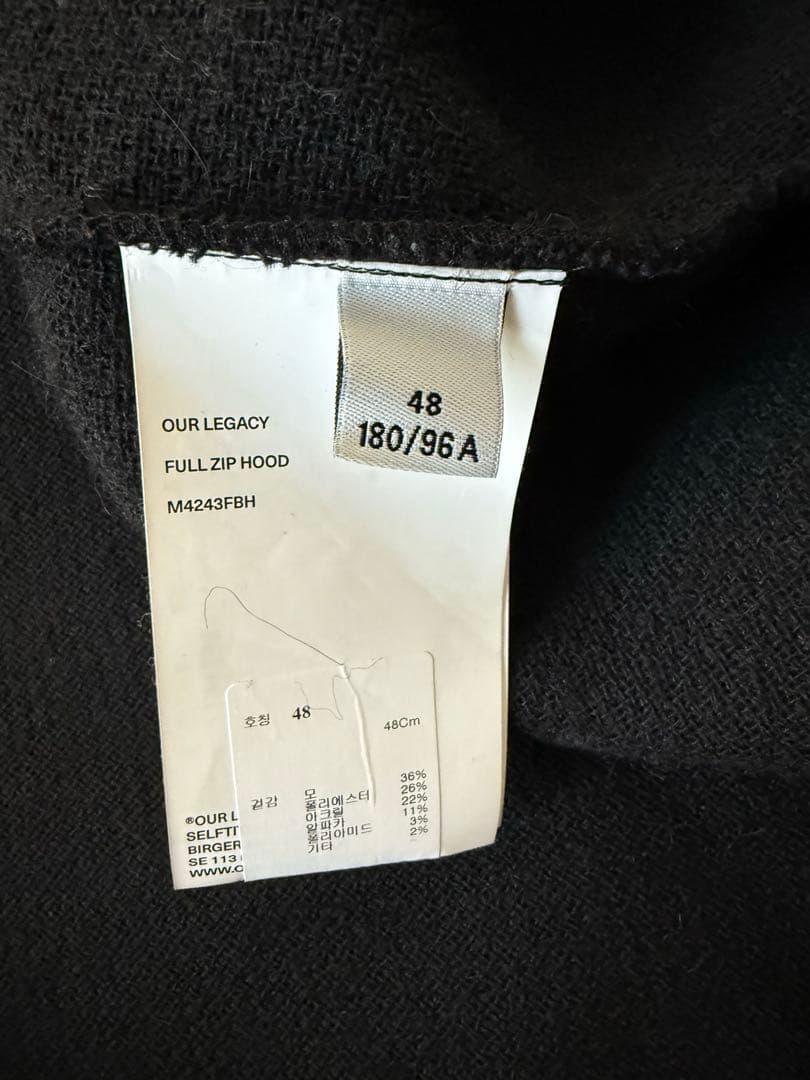 48
180/96 A
OUR LEGACY
FULL ZIP HOOD
M4243FBH
호칭 48 48Cm
겉감 모 36%
폴리에스터 26%
아크릴 22%
알파카 11%
폴리아미드 3%
기타 2%
®OUR L
SELFTIT
BIRGER
SE 113
WWW.O